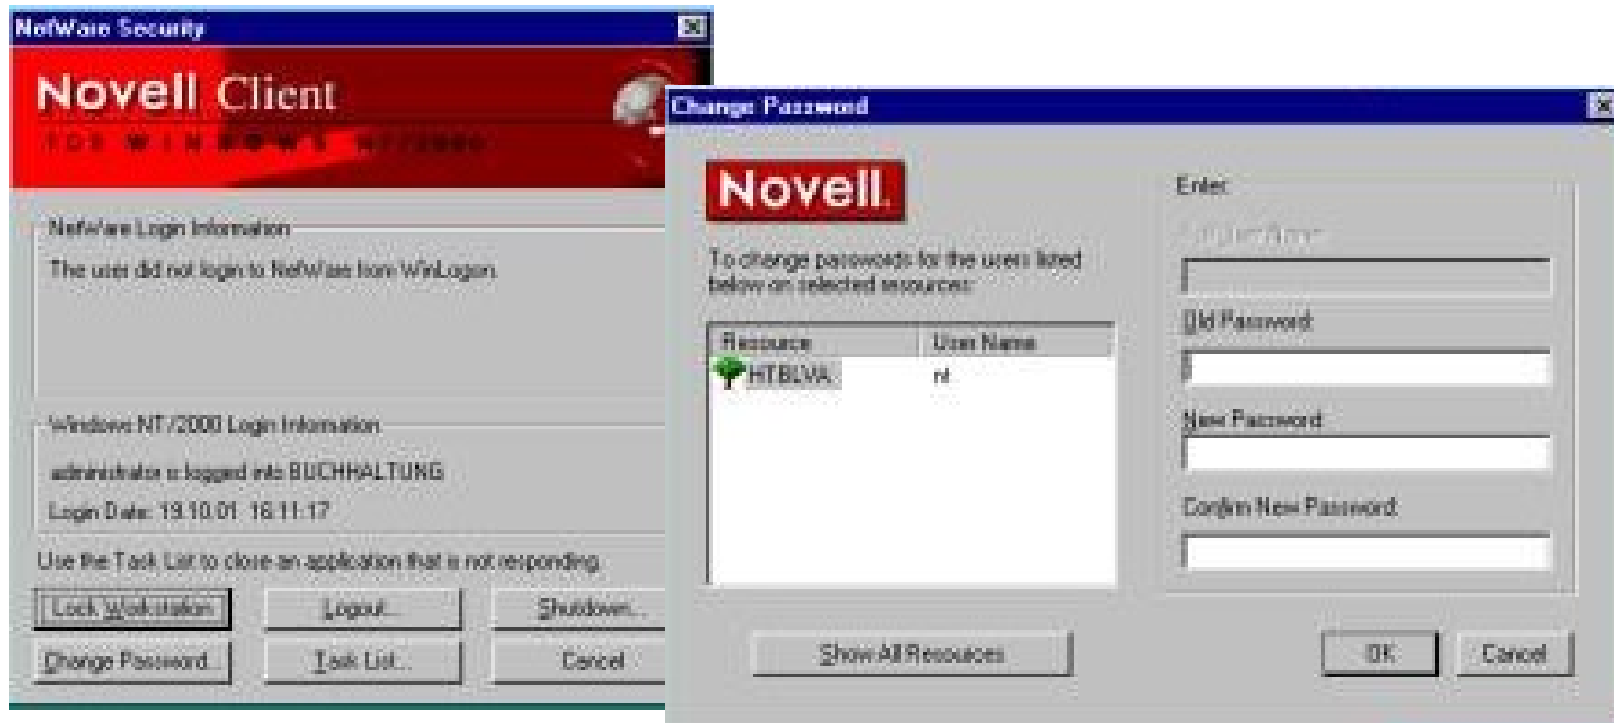 NetWare Security
Novell Client
FOR WINDOWS NT/2000
NetWare Login Information
The user did not login to NetWare from WinLogon.
Windows NT/2000 Login Information
administrator is logged into BUCHHALTUNG
Login Date: 19.10.01 16:11:17
Use the Task List to close an application that is not responding.
Lock Workstation
Logout...
Shutdown...
Change Password...
Task List...
Cancel
Change Password
Novell.
To change passwords for the users listed
below on selected resources:
Resource User Name
HTBLVA nt
Show All Resources
Enter:
Old Password:
New Password:
Confirm New Password:
OK
Cancel